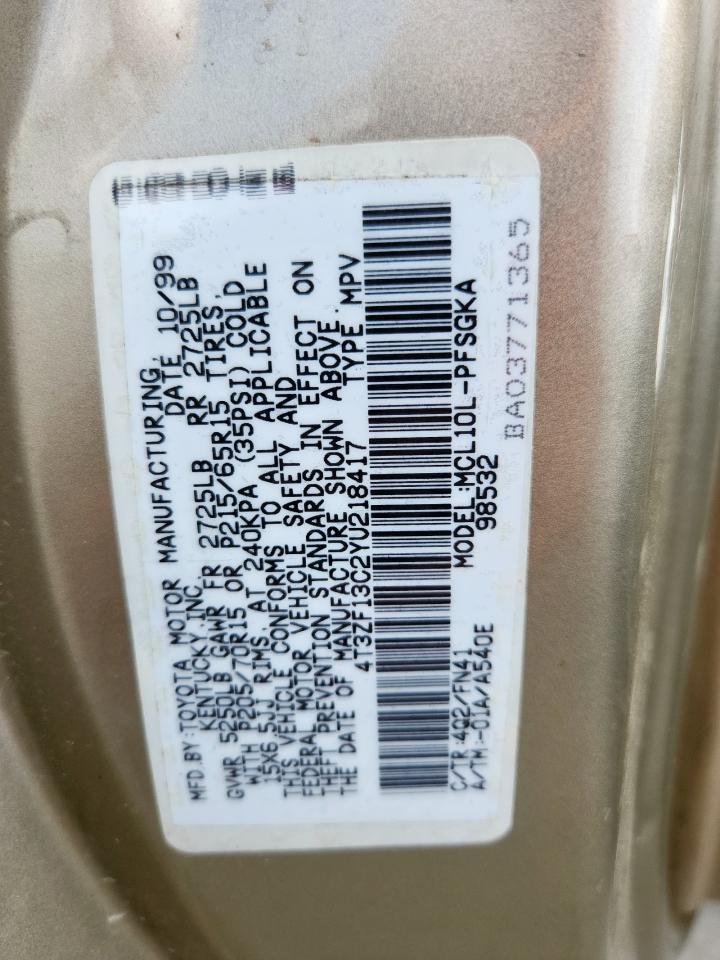 MFD.BY:TOYOTA MOTOR MANUFACTURING,
KENTUCKY,INC. DATE 10/99
GVWR 5250LB GAWR FR 2725LB RR 2725LB
WITH P205/70R15 OR P215/65R15 TIRES,
15X6.5JJ RIMS, AT 240KPA (35PSI) COLD
THIS VEHICLE CONFORMS TO ALL APPLICABLE
FEDERAL MOTOR VEHICLE SAFETY AND
THEFT PREVENTION STANDARDS IN EFFECT ON
THE DATE OF MANUFACTURE SHOWN ABOVE.
4T3ZF13C2YU218417 TYPE MPV
C/TR:4Q2/FN41 MODEL:MCL10L-PFSGKA
A/TM:-01A/A540E 98532
BA03771365